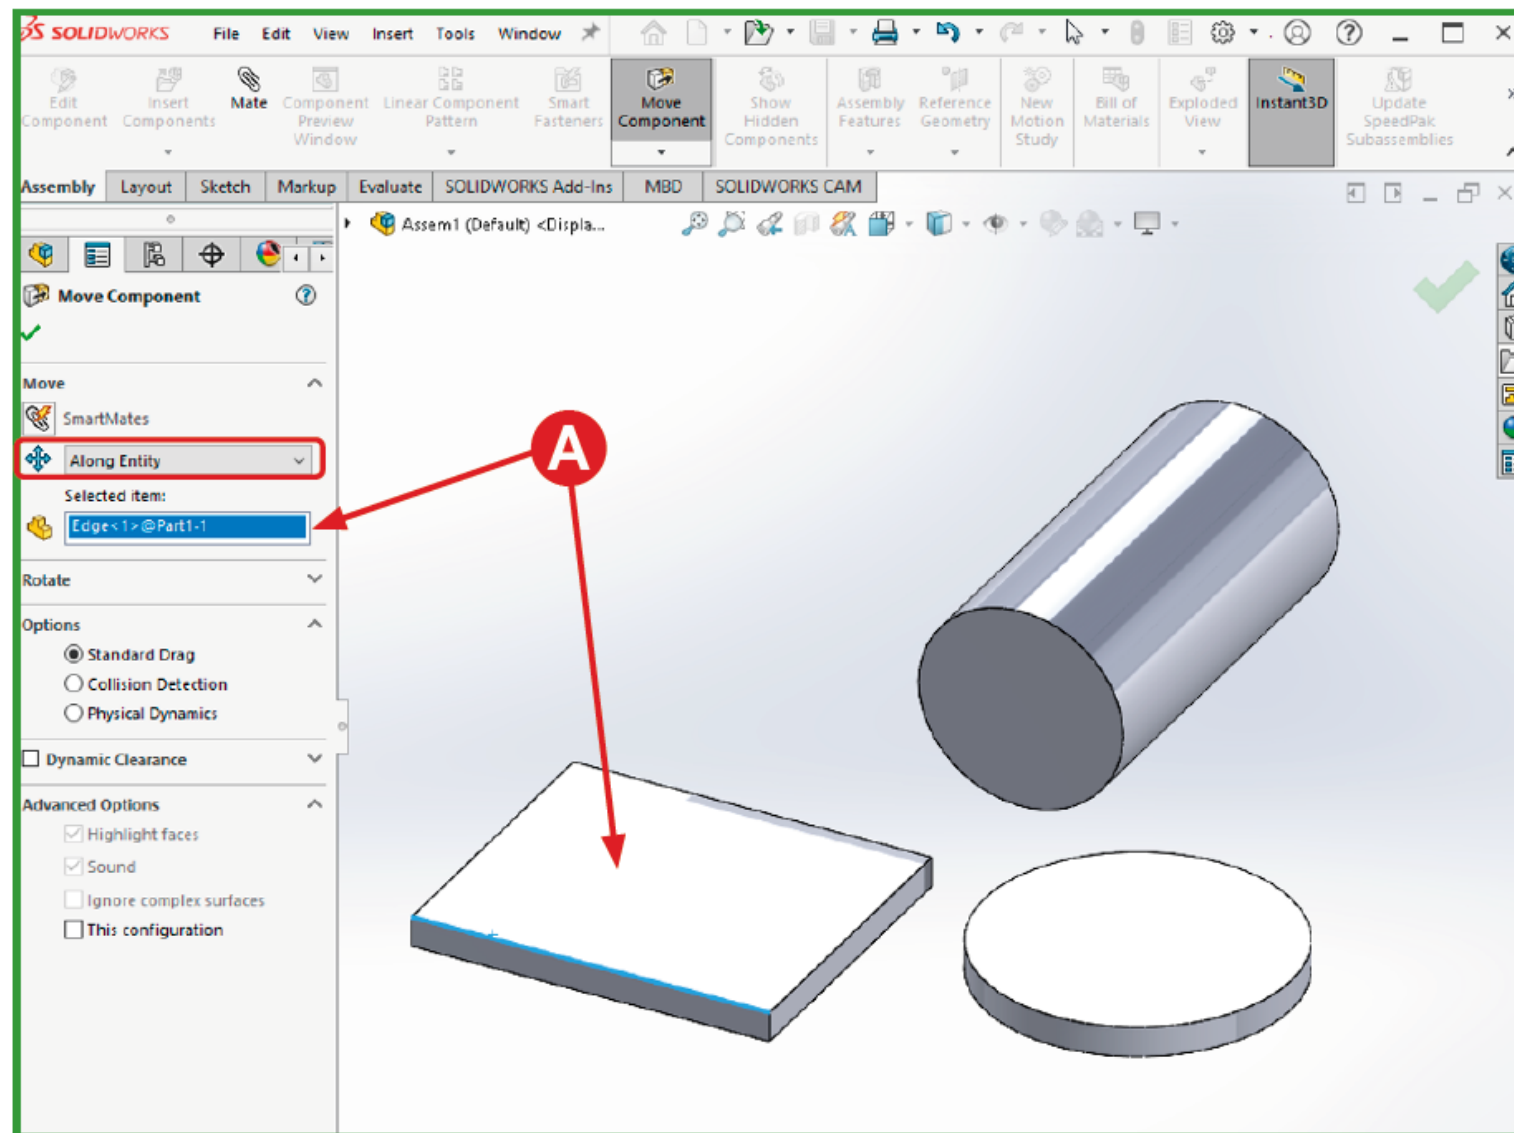 SOLIDWORKS File Edit View Insert Tools Window
Edit Component
Insert Components
Mate
Component Preview Window
Linear Component Pattern
Smart Fasteners
Move Component
Show Hidden Components
Assembly Features
Reference Geometry
New Motion Study
Bill of Materials
Exploded View
Instant3D
Update SpeedPak Subassemblies
Assembly Layout Sketch Markup Evaluate SOLIDWORKS Add-Ins MBD SOLIDWORKS CAM
Assem1 (Default) <Displa...
Move Component
Move
SmartMates
Along Entity
Selected item:
Edge<1>@Part1-1
Rotate
Options
Standard Drag
Collision Detection
Physical Dynamics
Dynamic Clearance
Advanced Options
Highlight faces
Sound
Ignore complex surfaces
This configuration
A